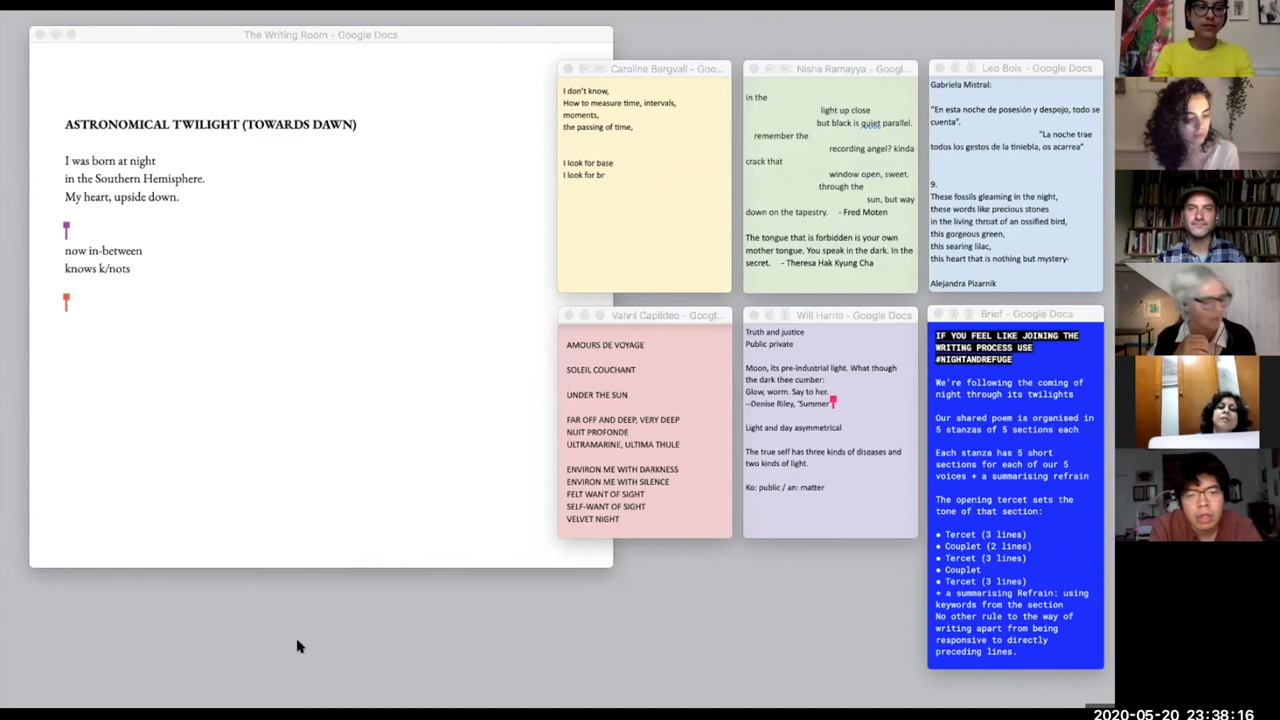 The Writing Room - Google Docs
ASTRONOMICAL TWILIGHT (TOWARDS DAWN)
I was born at night
in the Southern Hemisphere.
My heart, upside down.
now in-between
knows k/nots
Caroline Bergvall - Goo...
I don't know,
How to measure time, intervals,
moments,
the passing of time,
I look for base
I look for br
Nisha Ramayya - Googl...
in the
light up close
but black is quiet parallel.
remember the
recording angel? kinda
crack that
window open, sweet.
through the
sun, but way
down on the tapestry. - Fred Moten
The tongue that is forbidden is your own
mother tongue. You speak in the dark. In the
secret. - Theresa Hak Kyung Cha
Leo Boix - Google Docs
Gabriela Mistral:
"En esta noche de posesión y despojo, todo se
cuenta".
"La noche trae
todos los gestos de la tiniebla, os acarrea"
9.
These fossils gleaming in the night,
these words like precious stones
in the living throat of an ossified bird,
this gorgeous green,
this searing lilac,
this heart that is nothing but mystery-
Alejandra Pizarnik
Vahni Capildeo - Googl...
AMOURS DE VOYAGE
SOLEIL COUCHANT
UNDER THE SUN
FAR OFF AND DEEP, VERY DEEP
NUIT PROFONDE
ULTRAMARINE, ULTIMA THULE
ENVIRON ME WITH DARKNESS
ENVIRON ME WITH SILENCE
FELT WANT OF SIGHT
SELF-WANT OF SIGHT
VELVET NIGHT
Will Harris - Google Docs
Truth and justice
Public private
Moon, its pre-industrial light. What though
the dark thee cumber:
Glow, worm. Say to her.
--Denise Riley, 'Summer'
Light and day asymmetrical
The true self has three kinds of diseases and
two kinds of light.
Ko: public / an: matter
Brief - Google Docs
IF YOU FEEL LIKE JOINING THE
WRITING PROCESS USE
#NIGHTANDREFUGE
We're following the coming of
night through its twilights
Our shared poem is organised in
5 stanzas of 5 sections each
Each stanza has 5 short
sections for each of our 5
voices + a summarising refrain
The opening tercet sets the
tone of that section:
● Tercet (3 lines)
● Couplet (2 lines)
● Tercet (3 lines)
● Couplet
● Tercet (3 lines)
+ a summarising Refrain: using
keywords from the section
No other rule to the way of
writing apart from being
responsive to directly
preceding lines.
2020-05-20 23:38:16